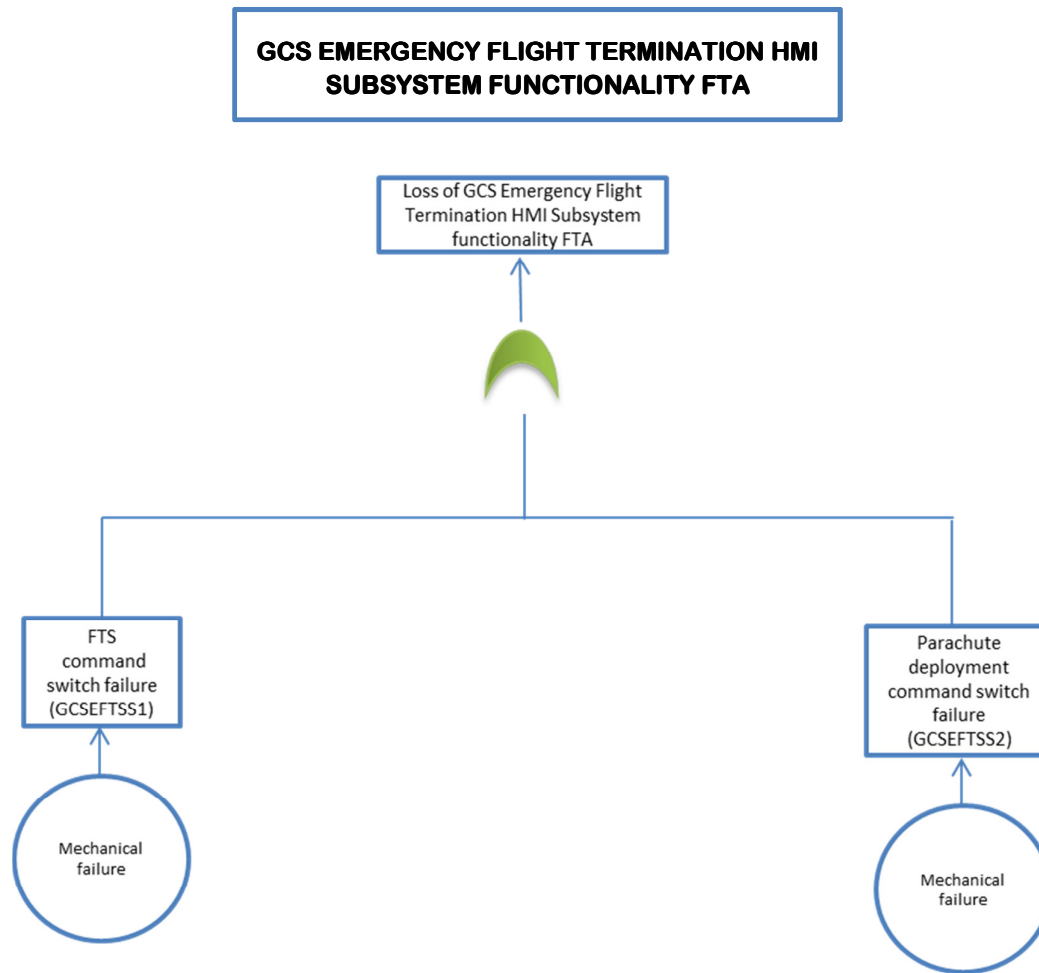 GCS EMERGENCY FLIGHT TERMINATION HMI
SUBSYSTEM FUNCTIONALITY FTA
Loss of GCS Emergency Flight
Termination HMI Subsystem
functionality FTA
FTS
command
switch failure
(GCSEFTSS1)
Parachute
deployment
command switch
failure
(GCSEFTSS2)
Mechanical
failure
Mechanical
failure